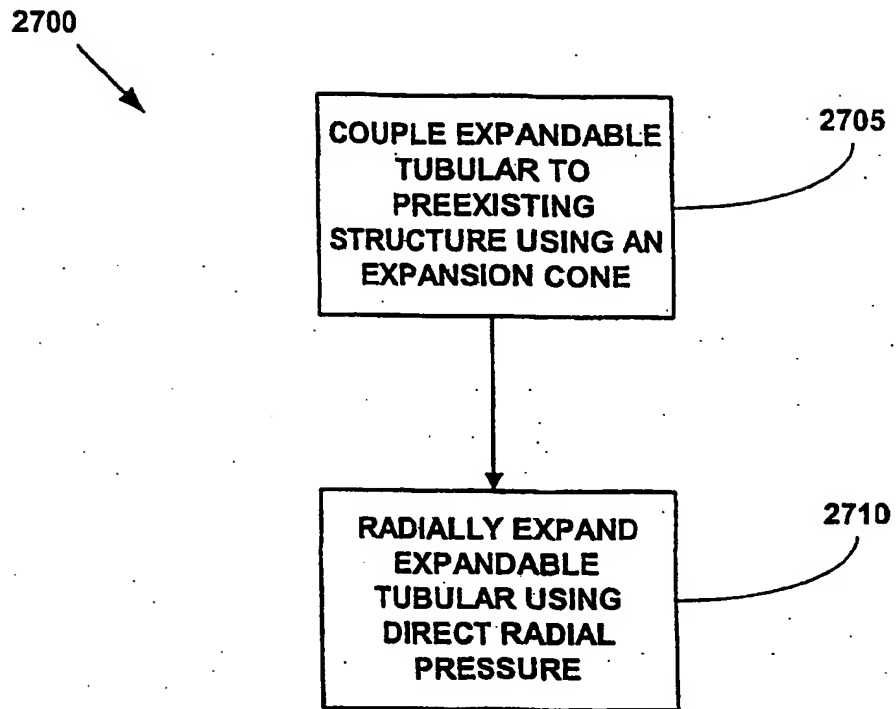 2700
COUPLE EXPANDABLE
TUBULAR TO
PREEXISTING
STRUCTURE USING AN
EXPANSION CONE
2705
RADIALLY EXPAND
EXPANDABLE
TUBULAR USING
DIRECT RADIAL
PRESSURE
2710